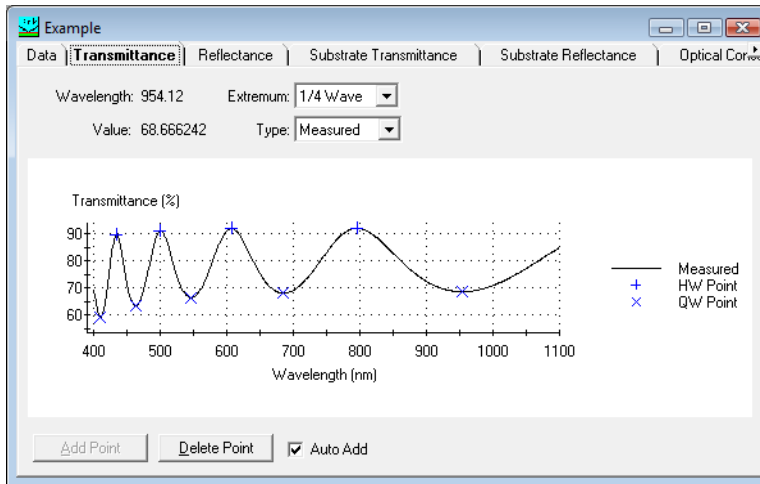 Example
Data Transmittance Reflectance Substrate Transmittance Substrate Reflectance
Wavelength: 954.12 Extremum: 1/4 Wave
Value: 68.666242 Type: Measured
Transmittance (%)
90
80
70
60
400 500 600 700 800 900 1000 1100
Wavelength (nm)
Measured
HW Point
QW Point
Add Point Delete Point Auto Add